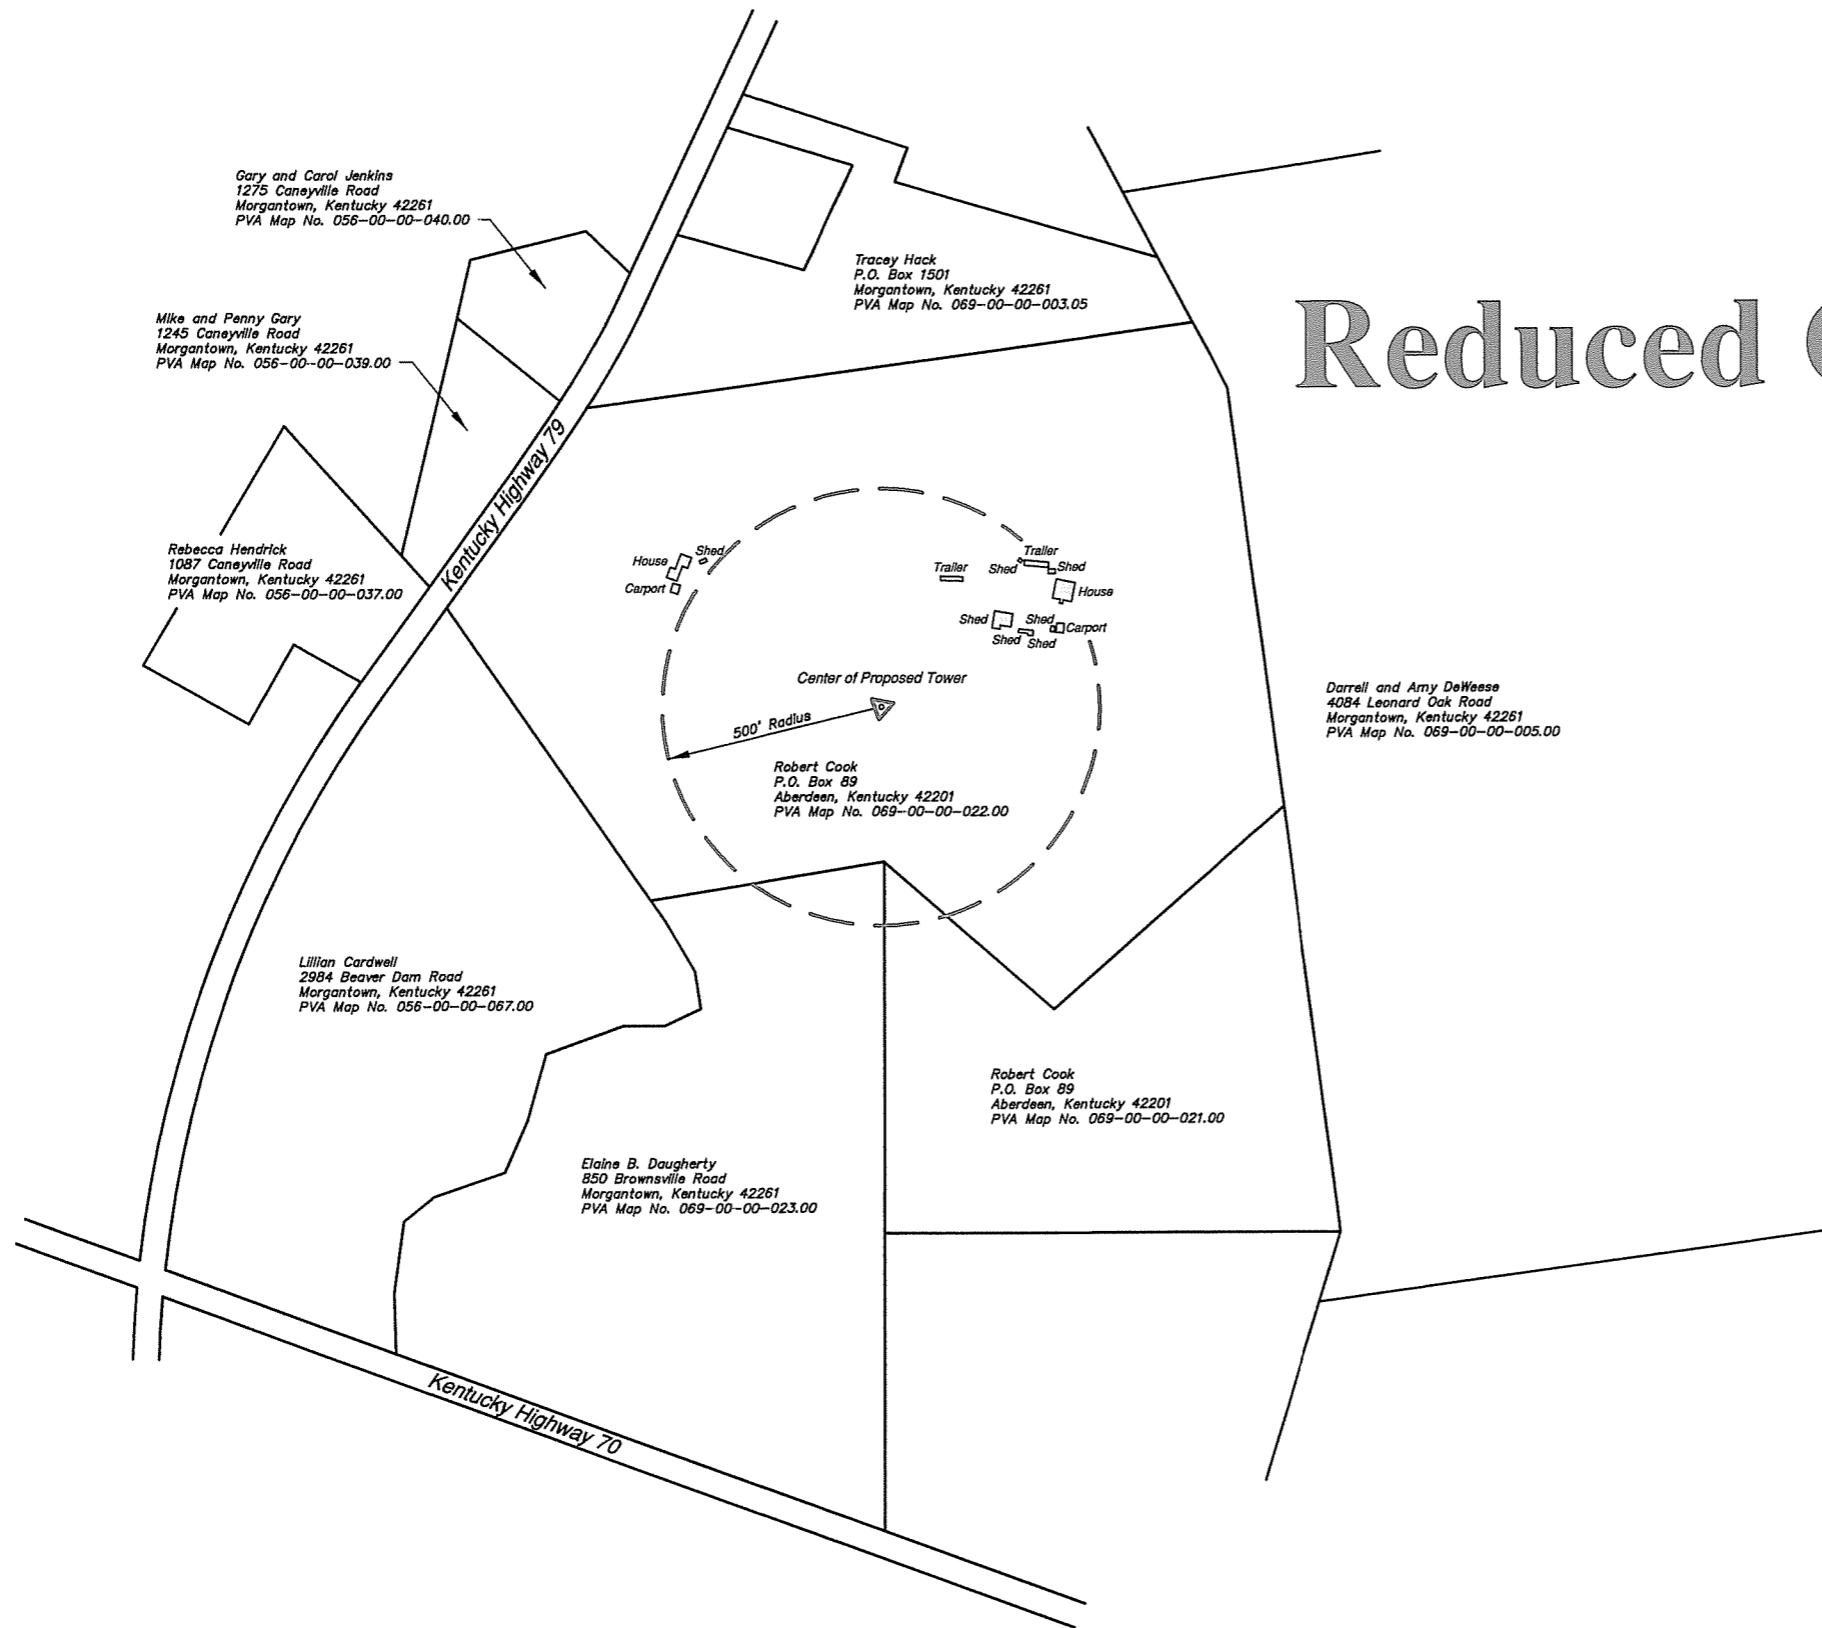 Gary and Carol Jenkins
1275 Caneyville Road
Morgantown, Kentucky 42261
PVA Map No. 056-00-00-040.00
Tracey Hack
P.O. Box 1501
Morgantown, Kentucky 42261
PVA Map No. 069-00-00-003.05
Reduced
Mike and Penny Gary
1245 Caneyville Road
Morgantown, Kentucky 42261
PVA Map No. 056-00-00-039.00
Kentucky Highway 79
Rebecca Hendrick
1087 Caneyville Road
Morgantown, Kentucky 42261
PVA Map No. 056-00-00-037.00
House
Shed
Carport
Trailer
Trailer
Shed
Shed
House
Shed
Shed
Carport
Shed
Shed
Center of Proposed Tower
500' Radius
Robert Cook
P.O. Box 89
Aberdeen, Kentucky 42201
PVA Map No. 069-00-00-022.00
Darrell and Amy DeWeese
4084 Leonard Oak Road
Morgantown, Kentucky 42261
PVA Map No. 069-00-00-005.00
Lillian Cardwell
2984 Beaver Dam Road
Morgantown, Kentucky 42261
PVA Map No. 056-00-00-067.00
Robert Cook
P.O. Box 89
Aberdeen, Kentucky 42201
PVA Map No. 069-00-00-021.00
Elaine B. Daugherty
850 Brownsville Road
Morgantown, Kentucky 42261
PVA Map No. 069-00-00-023.00
Kentucky Highway 70